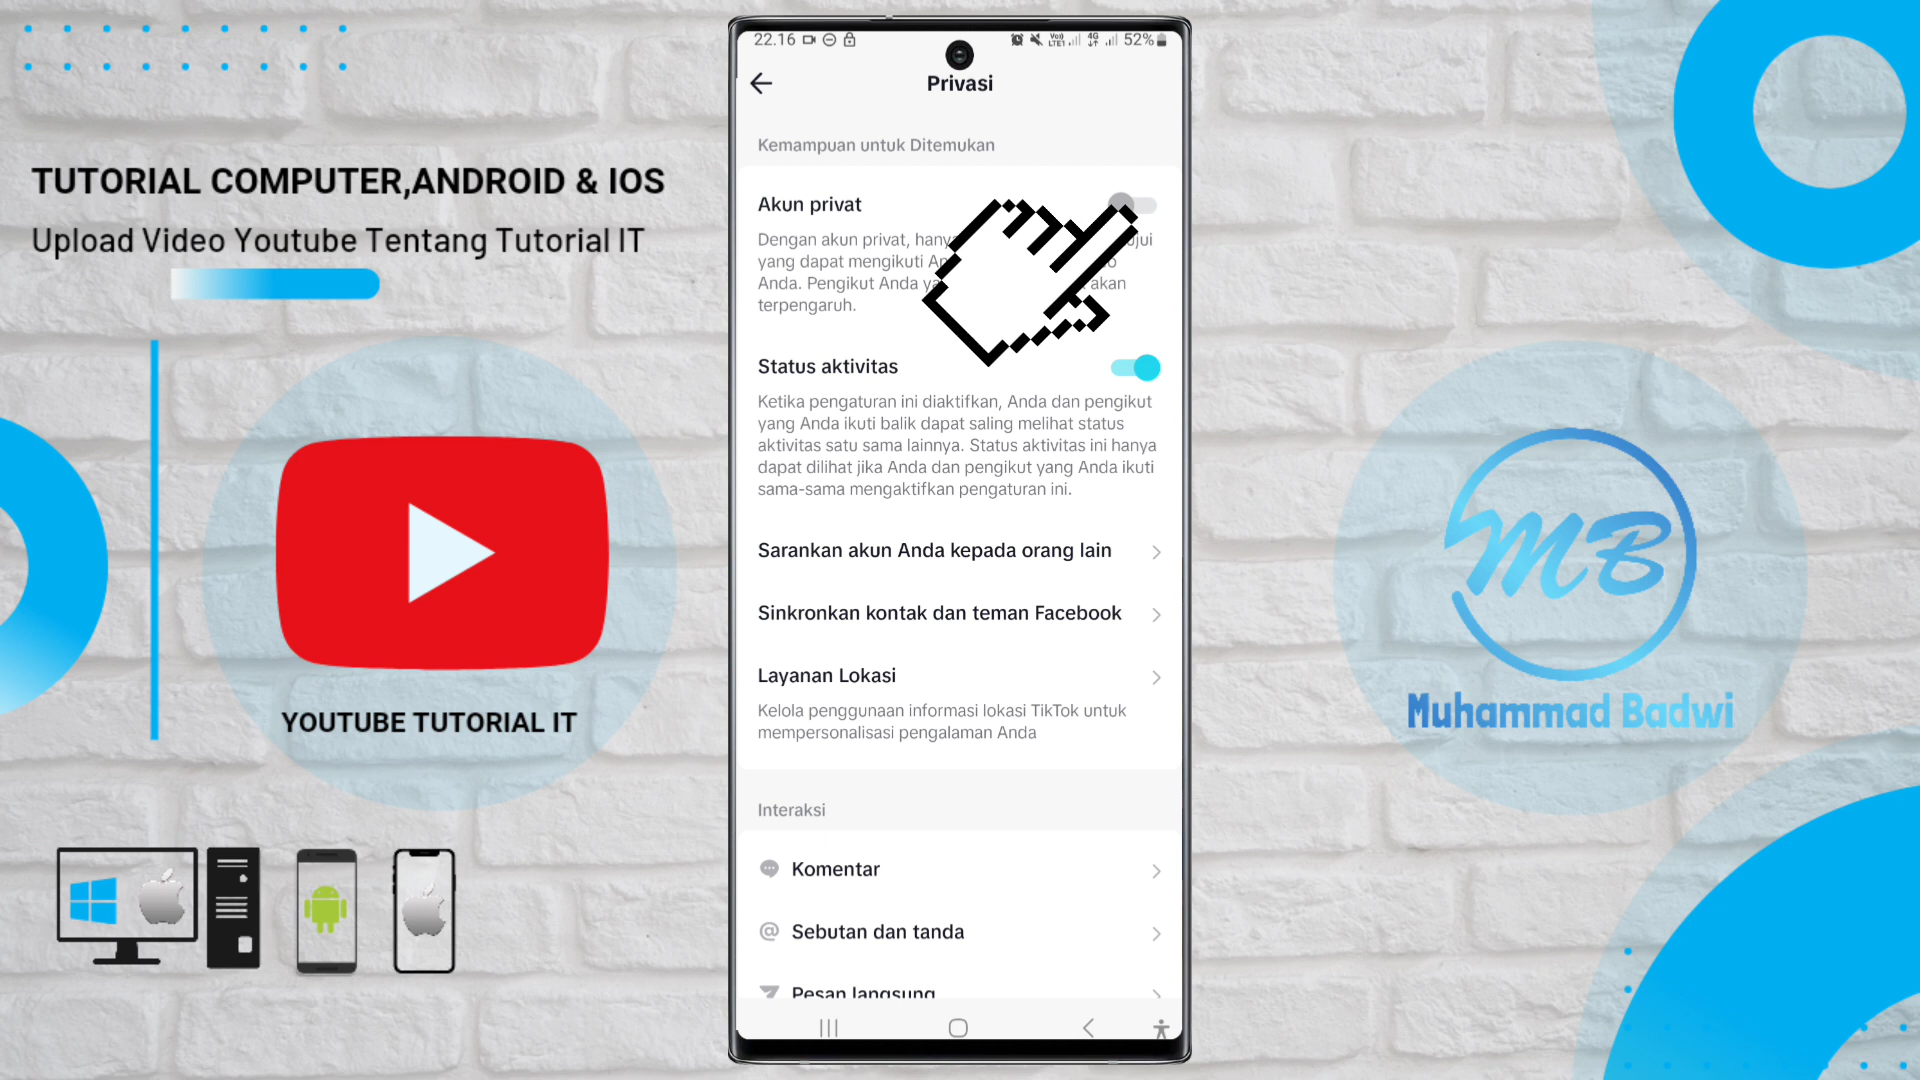 TUTORIAL COMPUTER,ANDROID & IOS
Upload Video Youtube Tentang Tutorial IT
YOUTUBE TUTORIAL IT
22.16
52%
Privasi
Kemampuan untuk Ditemukan
Akun privat
Dengan akun privat,
yang dapat mengikuti
Anda. Pengikut Anda akan
terpengaruh.
Status aktivitas
Ketika pengaturan ini diaktifkan, Anda dan pengikut
yang Anda ikuti balik dapat saling melihat status
aktivitas satu sama lainnya. Status aktivitas ini hanya
dapat dilihat jika Anda dan pengikut yang Anda ikuti
sama-sama mengaktifkan pengaturan ini.
Sarankan akun Anda kepada orang lain
Sinkronkan kontak dan teman Facebook
Layanan Lokasi
Kelola penggunaan informasi lokasi TikTok untuk
mempersonalisasi pengalaman Anda
Interaksi
Komentar
@ Sebutan dan tanda
Pesan langsung
MB
Muhammad Badwi